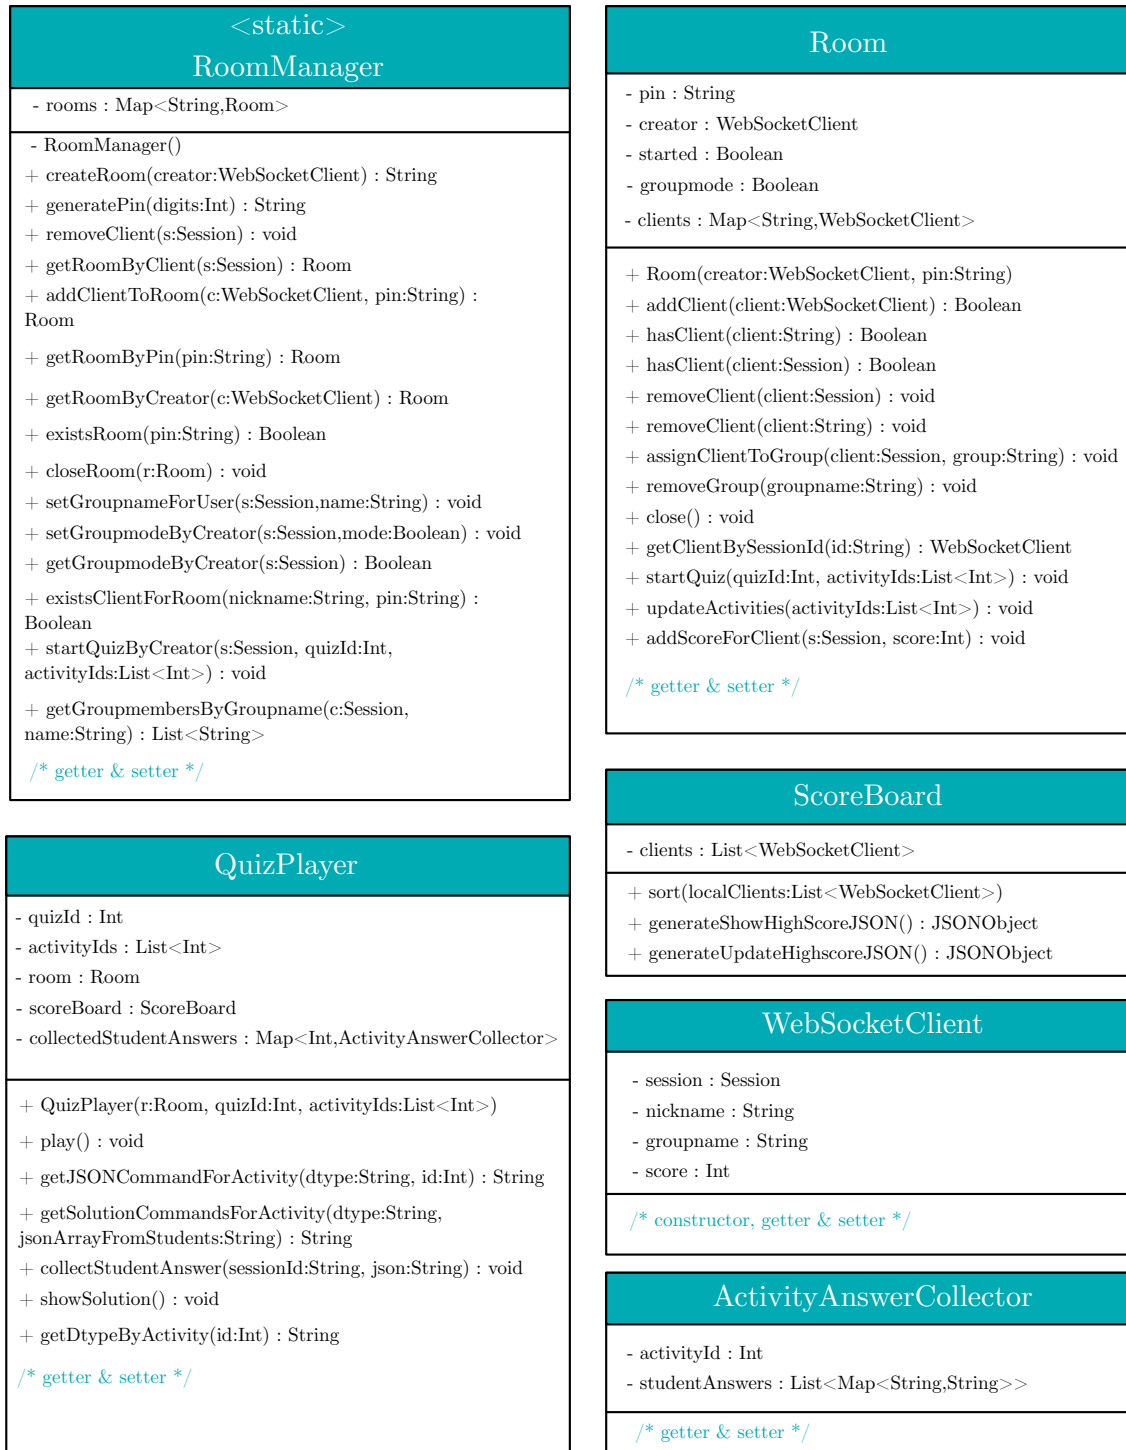 <static>
RoomManager
- rooms : Map<String,Room>
- RoomManager()
+ createRoom(creator:WebSocketClient) : String
+ generatePin(digits:Int) : String
+ removeClient(s:Session) : void
+ getRoomByClient(s:Session) : Room
+ addClientToRoom(c:WebSocketClient, pin:String) :
Room
+ getRoomByPin(pin:String) : Room
+ getRoomByCreator(c:WebSocketClient) : Room
+ existsRoom(pin:String) : Boolean
+ closeRoom(r:Room) : void
+ setGroupnameForUser(s:Session,name:String) : void
+ setGroupmodeByCreator(s:Session,mode:Boolean) : void
+ getGroupmodeByCreator(s:Session) : Boolean
+ existsClientForRoom(nickname:String, pin:String) :
Boolean
+ startQuizByCreator(s:Session, quizId:Int,
activityIds:List<Int>) : void
+ getGroupmembersByGroupname(c:Session,
name:String) : List<String>
/* getter & setter */
Room
- pin : String
- creator : WebSocketClient
- started : Boolean
- groupmode : Boolean
- clients : Map<String,WebSocketClient>
+ Room(creator:WebSocketClient, pin:String)
+ addClient(client:WebSocketClient) : Boolean
+ hasClient(client:String) : Boolean
+ hasClient(client:Session) : Boolean
+ removeClient(client:Session) : void
+ removeClient(client:String) : void
+ assignClientToGroup(client:Session, group:String) : void
+ removeGroup(groupname:String) : void
+ close() : void
+ getClientBySessionId(id:String) : WebSocketClient
+ startQuiz(quizId:Int, activityIds:List<Int>) : void
+ updateActivities(activityIds:List<Int>) : void
+ addScoreForClient(s:Session, score:Int) : void
/* getter & setter */
QuizPlayer
- quizId : Int
- activityIds : List<Int>
- room : Room
- scoreBoard : ScoreBoard
- collectedStudentAnswers : Map<Int,ActivityAnswerCollector>
+ QuizPlayer(r:Room, quizId:Int, activityIds:List<Int>)
+ play() : void
+ getJSONCommandForActivity(dtype:String, id:Int) : String
+ getSolutionCommandsForActivity(dtype:String,
jsonArrayFromStudents:String) : String
+ collectStudentAnswer(sessionId:String, json:String) : void
+ showSolution() : void
+ getDtypeByActivity(id:Int) : String
/* getter & setter */
ScoreBoard
- clients : List<WebSocketClient>
+ sort(localClients:List<WebSocketClient>)
+ generateShowHighScoreJSON() : JSONObject
+ generateUpdateHighscoreJSON() : JSONObject
WebSocketClient
- session : Session
- nickname : String
- groupname : String
- score : Int
/* constructor, getter & setter */
ActivityAnswerCollector
- activityId : Int
- studentAnswers : List<Map<String,String>>
/* getter & setter */